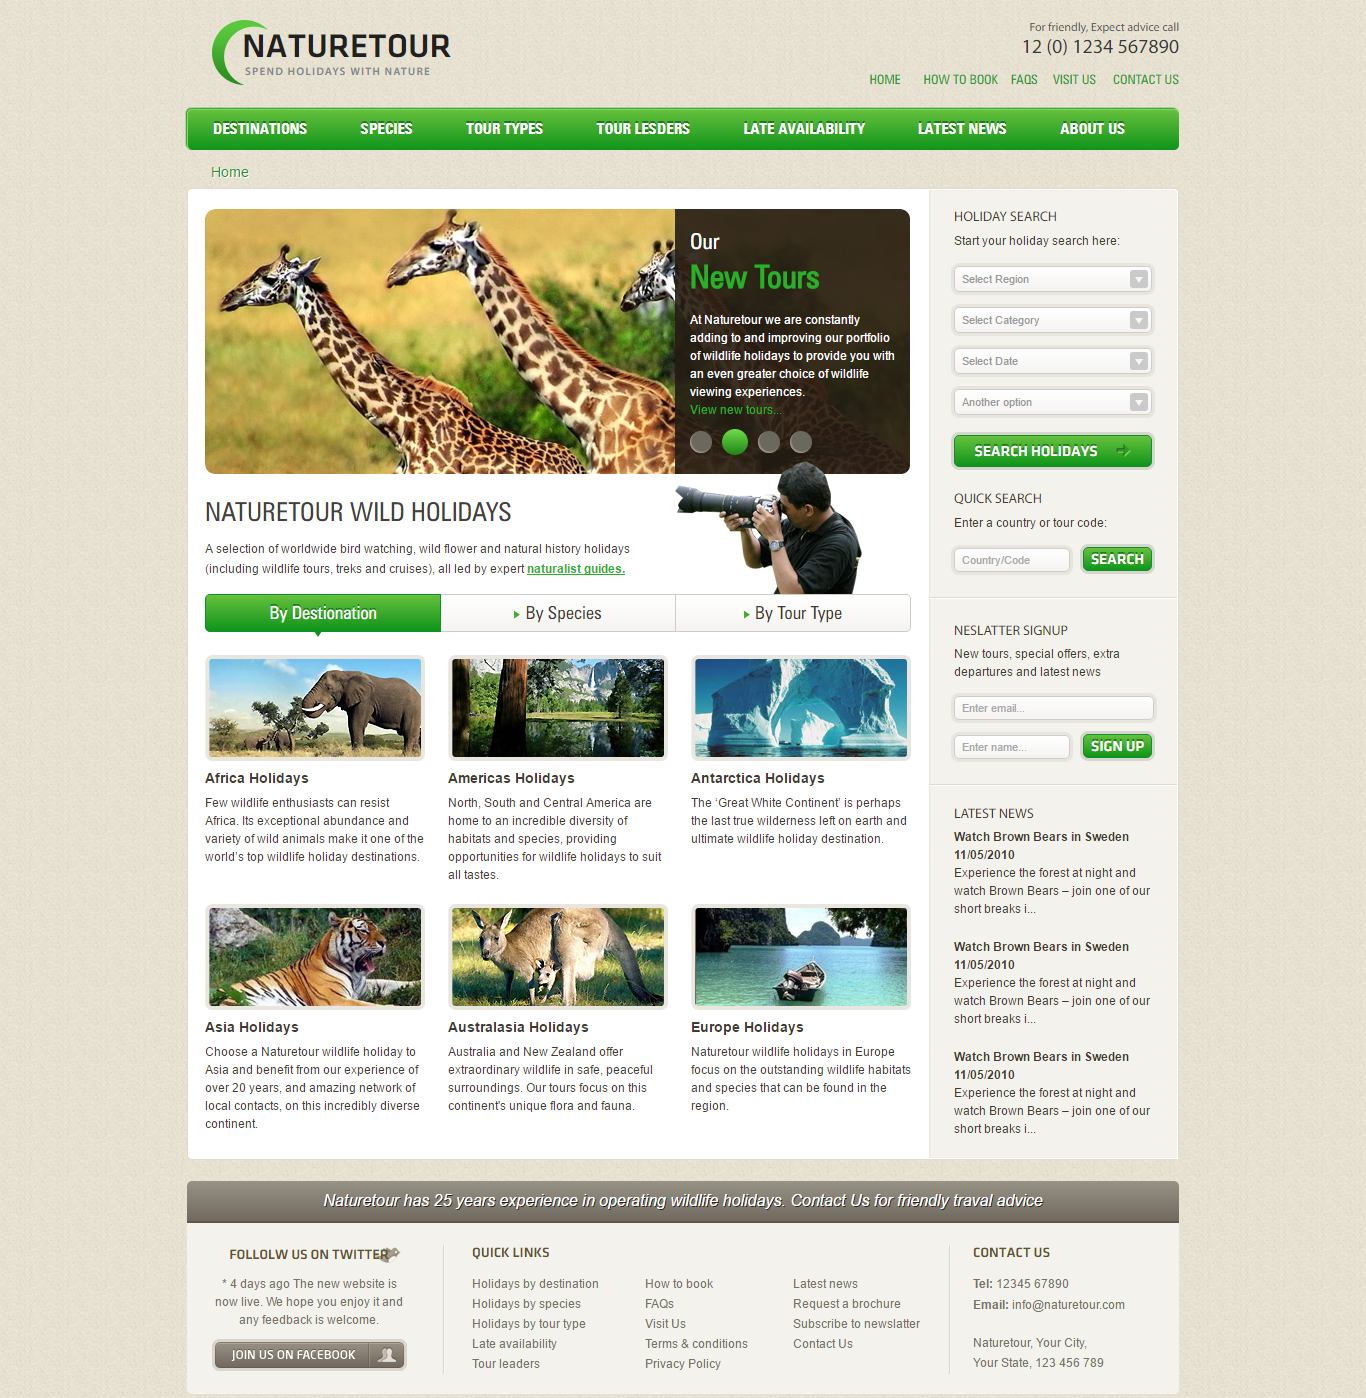 NATURETOUR
SPEND HOLIDAYS WITH NATURE
For friendly, Expect advice call
12 (0) 1234 567890
HOME HOW TO BOOK FAQS VISIT US CONTACT US
DESTINATIONS SPECIES TOUR TYPES TOUR LESDERS LATE AVAILABILITY LATEST NEWS ABOUT US
Home
Our
New Tours
At Naturetour we are constantly
adding to and improving our portfolio
of wildlife holidays to provide you with
an even greater choice of wildlife
viewing experiences.
View new tours...
NATURETOUR WILD HOLIDAYS
A selection of worldwide bird watching, wild flower and natural history holidays
(including wildlife tours, treks and cruises), all led by expert naturalist guides.
By Destionation By Species By Tour Type
Africa Holidays
Few wildlife enthusiasts can resist
Africa. Its exceptional abundance and
variety of wild animals make it one of the
world's top wildlife holiday destinations.
Americas Holidays
North, South and Central America are
home to an incredible diversity of
habitats and species, providing
opportunities for wildlife holidays to suit
all tastes.
Antarctica Holidays
The ‘Great White Continent’ is perhaps
the last true wilderness left on earth and
ultimate wildlife holiday destination.
Asia Holidays
Choose a Naturetour wildlife holiday to
Asia and benefit from our experience of
over 20 years, and amazing network of
local contacts, on this incredibly diverse
continent.
Australasia Holidays
Australia and New Zealand offer
extraordinary wildlife in safe, peaceful
surroundings. Our tours focus on this
continent's unique flora and fauna.
Europe Holidays
Naturetour wildlife holidays in Europe
focus on the outstanding wildlife habitats
and species that can be found in the
region.
HOLIDAY SEARCH
Start your holiday search here:
Select Region
Select Category
Select Date
Another option
SEARCH HOLIDAYS
QUICK SEARCH
Enter a country or tour code:
Country/Code SEARCH
NESLATTER SIGNUP
New tours, special offers, extra
departures and latest news
Enter email...
Enter name... SIGN UP
LATEST NEWS
Watch Brown Bears in Sweden
11/05/2010
Experience the forest at night and
watch Brown Bears – join one of our
short breaks i...
Watch Brown Bears in Sweden
11/05/2010
Experience the forest at night and
watch Brown Bears – join one of our
short breaks i...
Watch Brown Bears in Sweden
11/05/2010
Experience the forest at night and
watch Brown Bears – join one of our
short breaks i...
Naturetour has 25 years experience in operating wildlife holidays. Contact Us for friendly traval advice
FOLLOLW US ON TWITTER
* 4 days ago The new website is
now live. We hope you enjoy it and
any feedback is welcome.
JOIN US ON FACEBOOK
QUICK LINKS
Holidays by destination
Holidays by species
Holidays by tour type
Late availability
Tour leaders
How to book
FAQs
Visit Us
Terms & conditions
Privacy Policy
Latest news
Request a brochure
Subscribe to newslatter
Contact Us
CONTACT US
Tel: 12345 67890
Email: info@naturetour.com
Naturetour, Your City,
Your State, 123 456 789